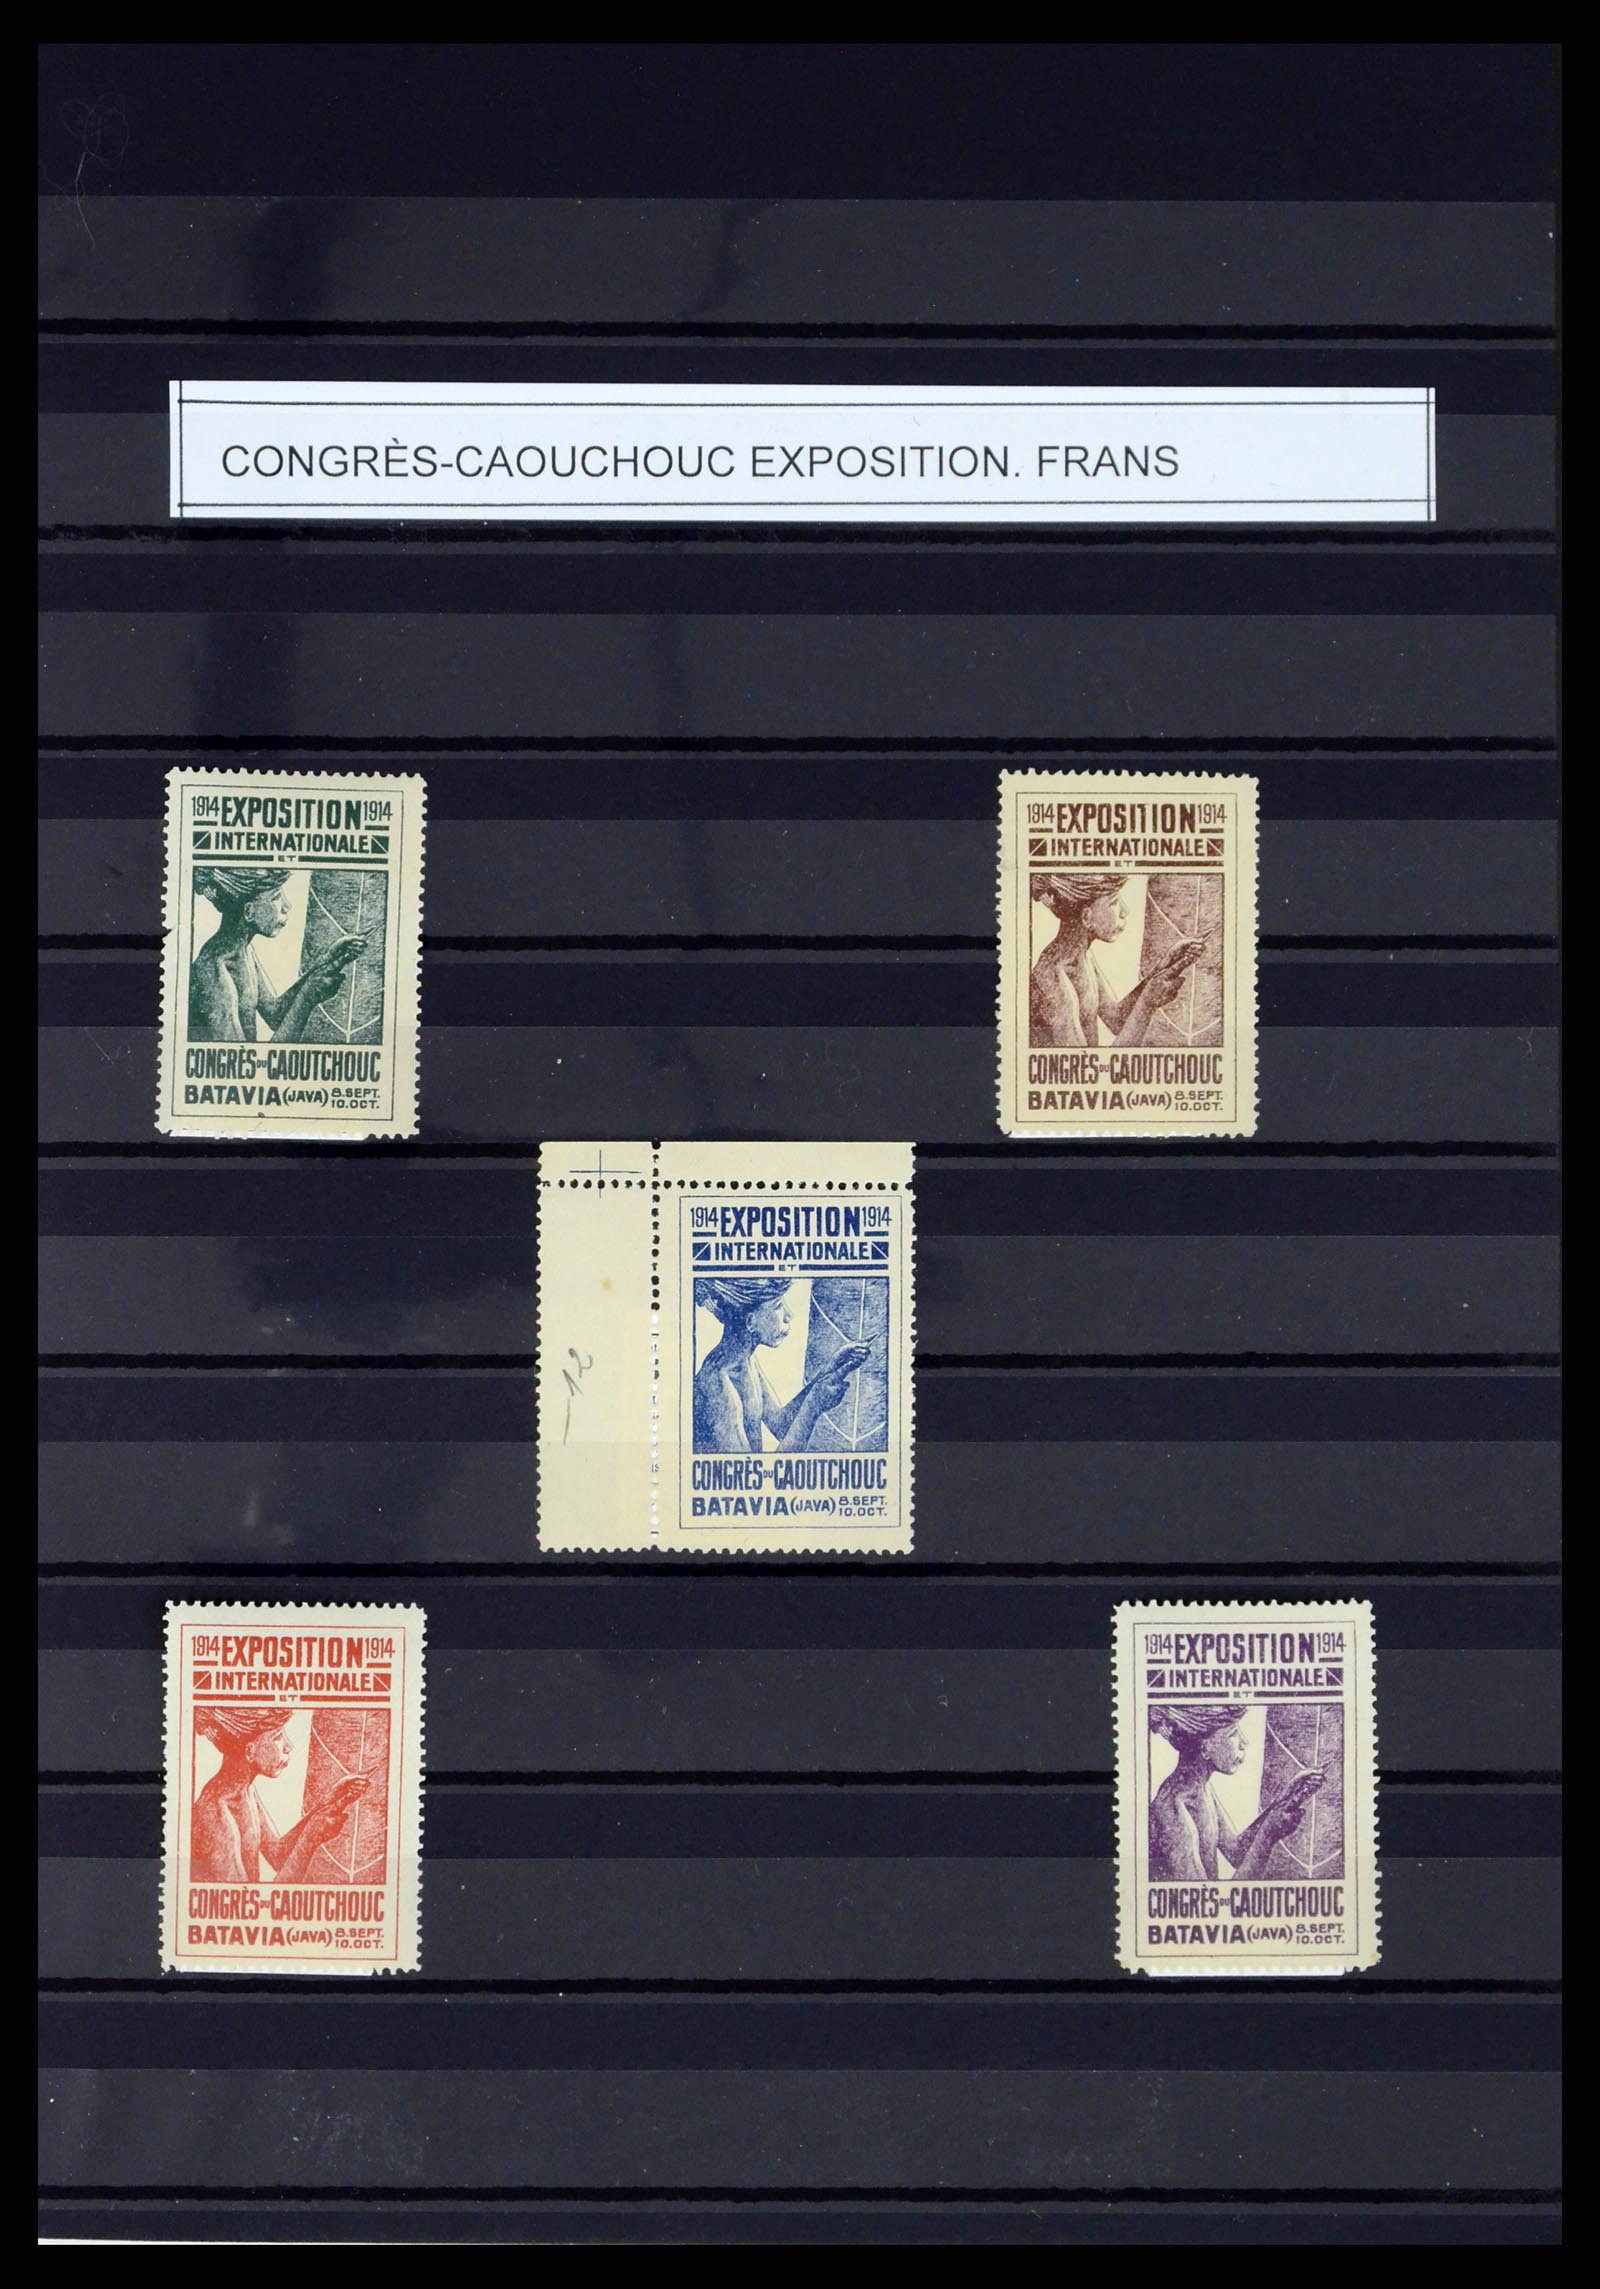 CONGRÈS-CAOUCHOUC EXPOSITION. FRANS
1914 EXPOSITION 1914
INTERNATIONALE
ET
CONGRÈS DU CAOUTCHOUC
BATAVIA (JAVA) 8.SEPT.
10.OCT.
1914 EXPOSITION 1914
INTERNATIONALE
ET
CONGRÈS DU CAOUTCHOUC
BATAVIA (JAVA) 8.SEPT.
10.OCT.
1914 EXPOSITION 1914
INTERNATIONALE
ET
—12
CONGRÈS DU CAOUTCHOUC
BATAVIA (JAVA) 8.SEPT.
10.OCT.
1914 EXPOSITION 1914
INTERNATIONALE
ET
CONGRÈS DU CAOUTCHOUC
BATAVIA (JAVA) 8.SEPT.
10.OCT.
1914 EXPOSITION 1914
INTERNATIONALE
ET
CONGRÈS DU CAOUTCHOUC
BATAVIA (JAVA) 8.SEPT.
10.OCT.